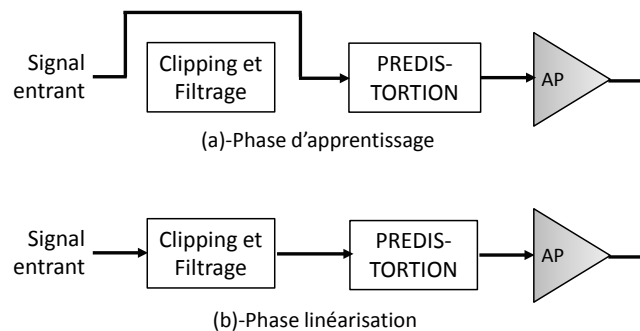 Signal
entrant
Clipping et
Filtrage
PREDIS-
TORTION
AP
(a)-Phase d'apprentissage
Signal
entrant
Clipping et
Filtrage
PREDIS-
TORTION
AP
(b)-Phase linéarisation